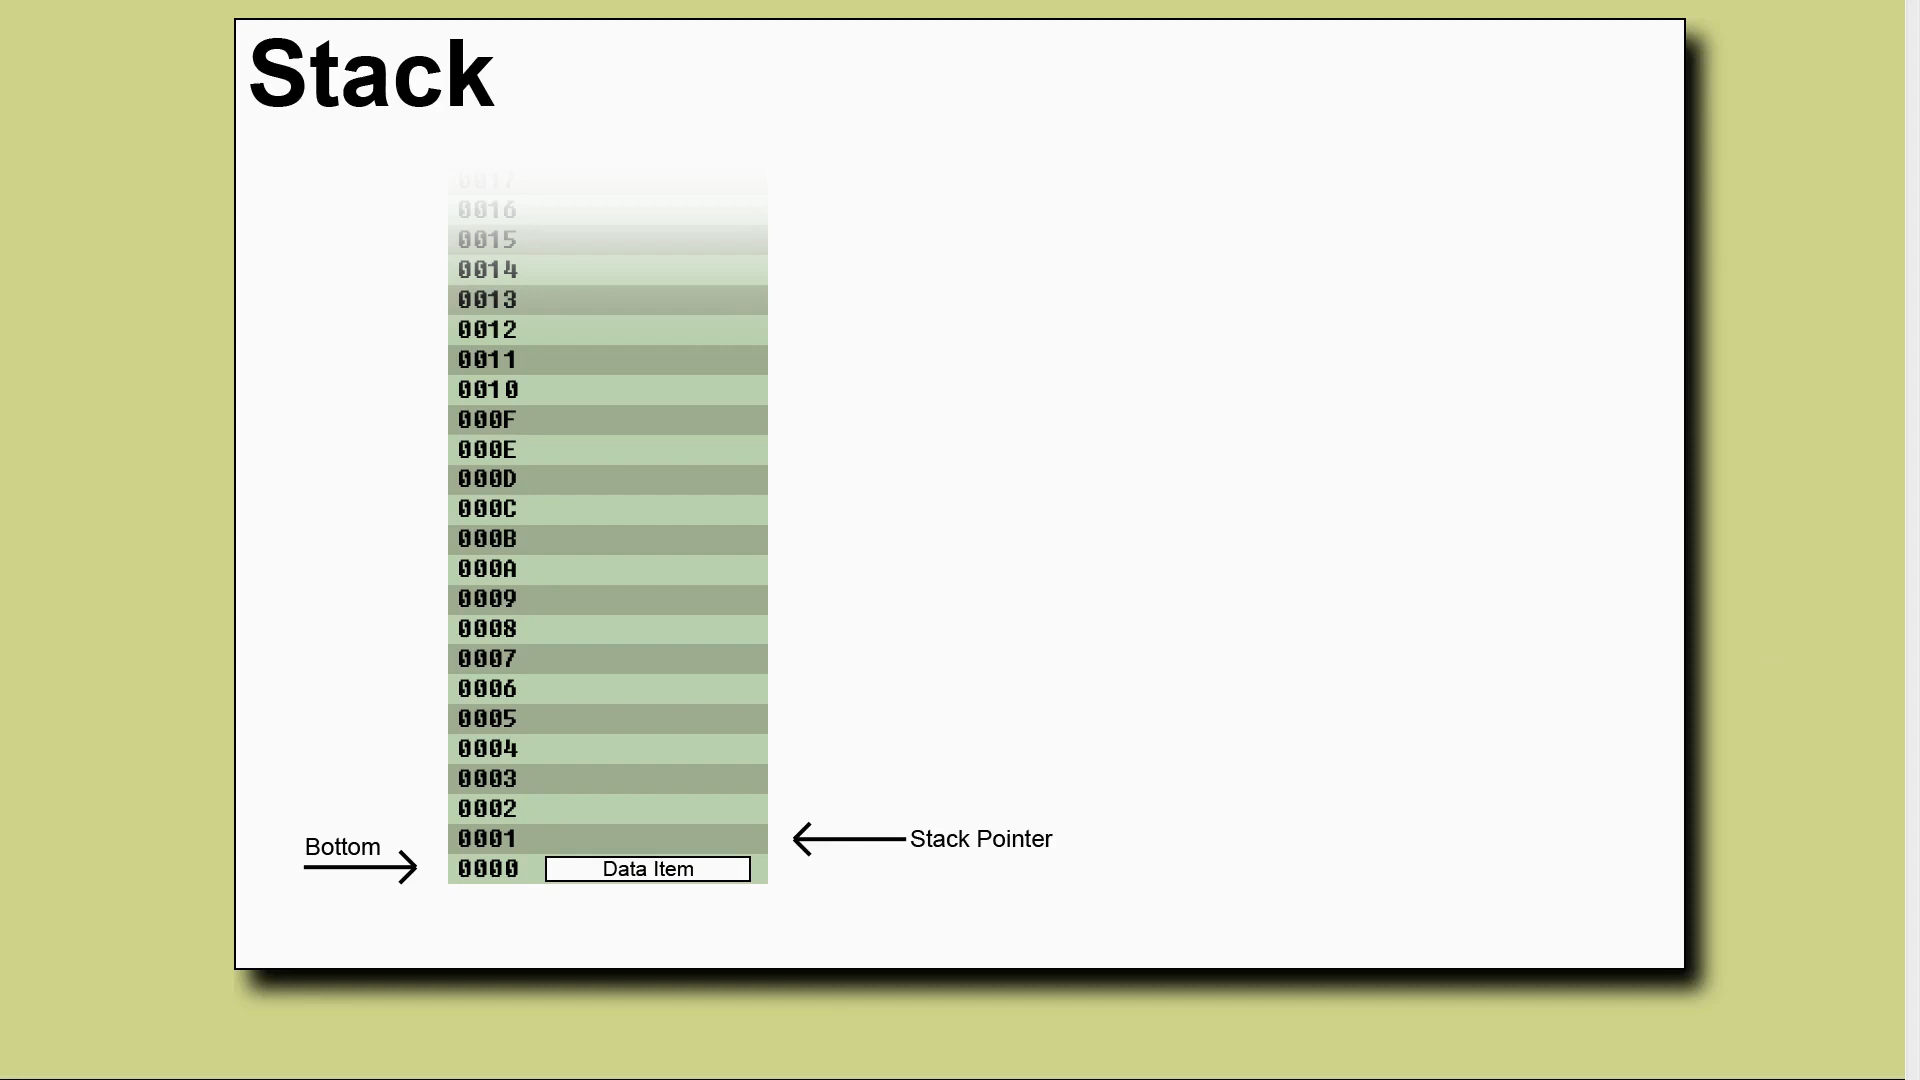 Stack
0017
0016
0015
0014
0013
0012
0011
0010
000F
000E
000D
000C
000B
000A
0009
0008
0007
0006
0005
0004
0003
0002
0001 Stack Pointer
Bottom
0000 Data Item